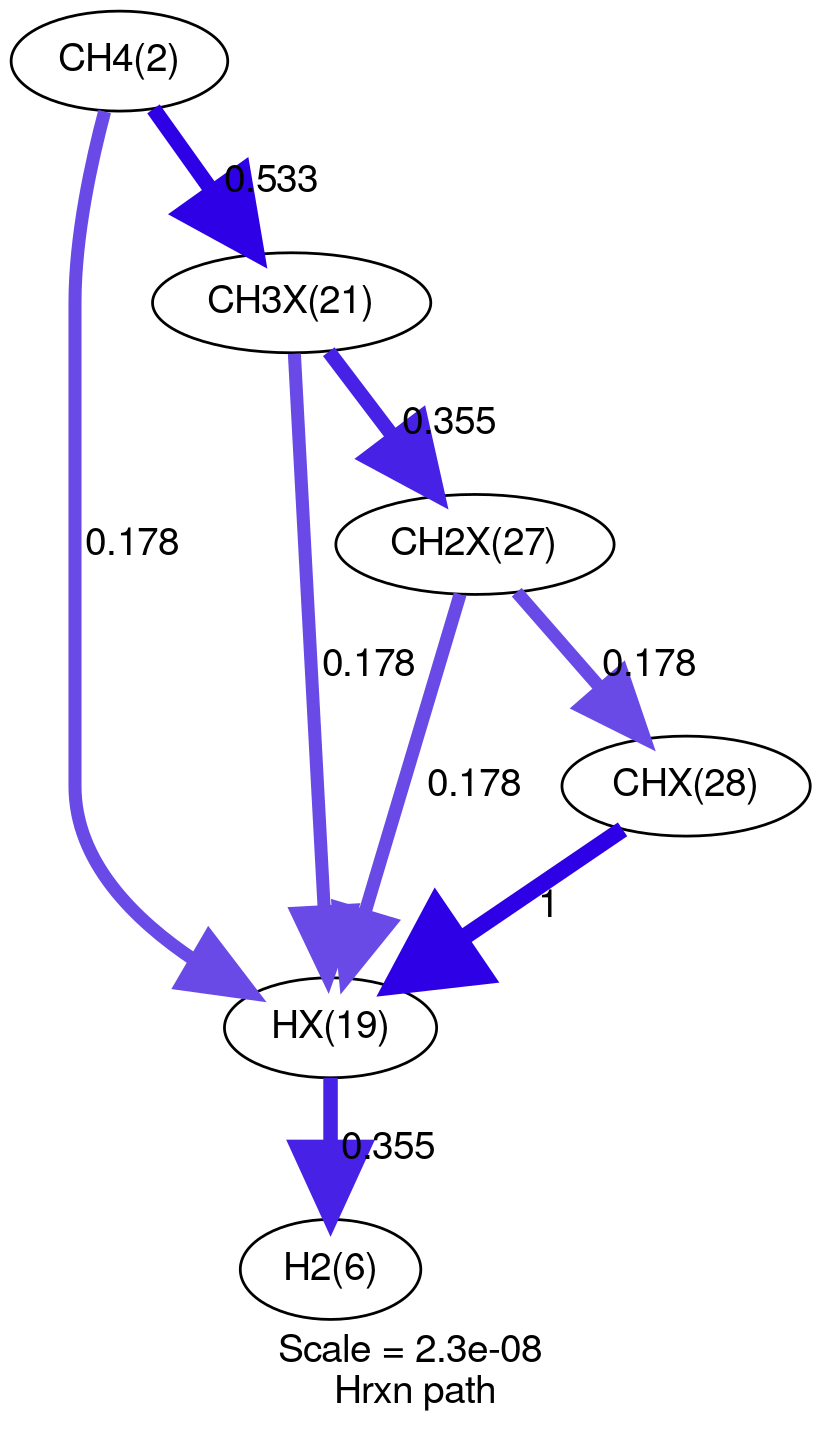 CH4(2)
0.533
CH3X(21)
0.355
CH2X(27)
0.178
0.178
0.178
0.178
CHX(28)
1
HX(19)
0.355
H2(6)
Scale = 2.3e-08
Hrxn path